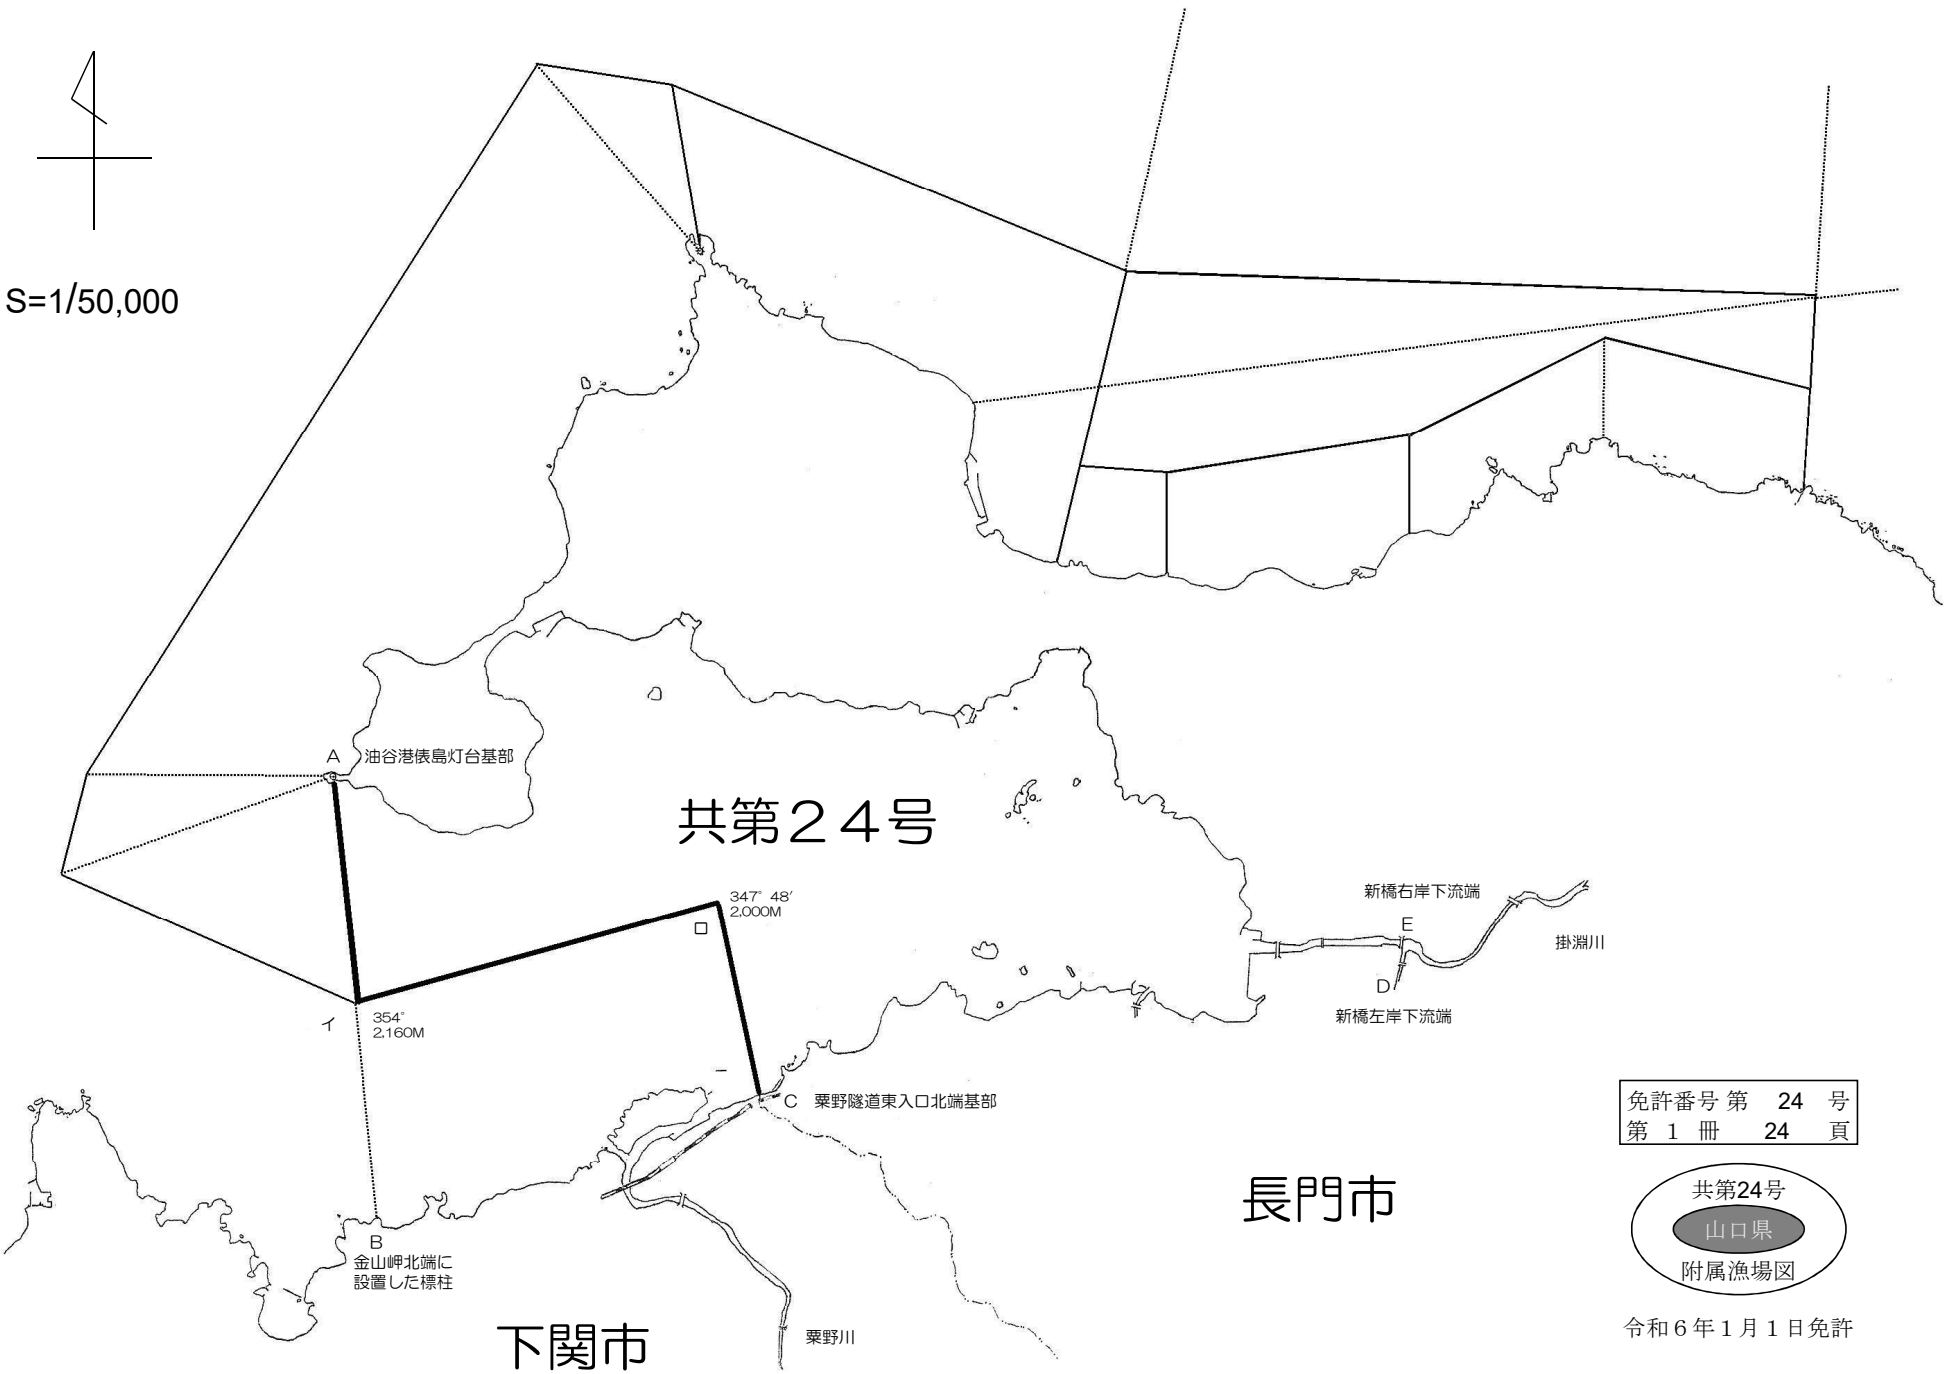 S=1/50,000
A
油谷港俵島灯台基部
共第２４号
347° 48′
2,000M
ロ
イ
354°
2,160M
新橋右岸下流端
E
掛淵川
D
新橋左岸下流端
C
粟野隧道東入口北端基部
B
金山岬北端に
設置した標柱
長門市
下関市
粟野川
免許番号 第 24 号
第 1 冊 24 頁
共第24号
山口県
附属漁場図
令和６年１月１日免許